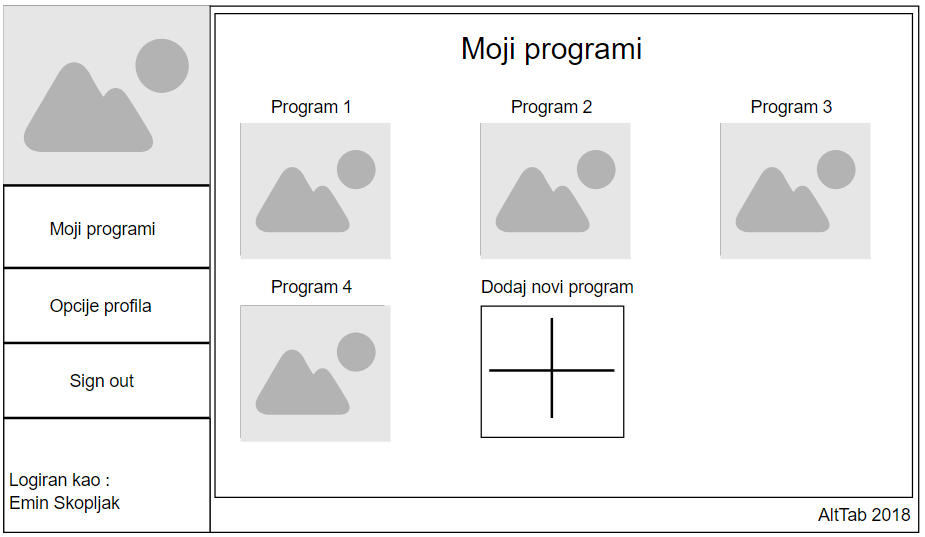 Moji programi
Program 1
Program 2
Program 3
Moji programi
Program 4
Dodaj novi program
Opcije profila
Sign out
Logiran kao :
Emin Skopljak
AltTab 2018